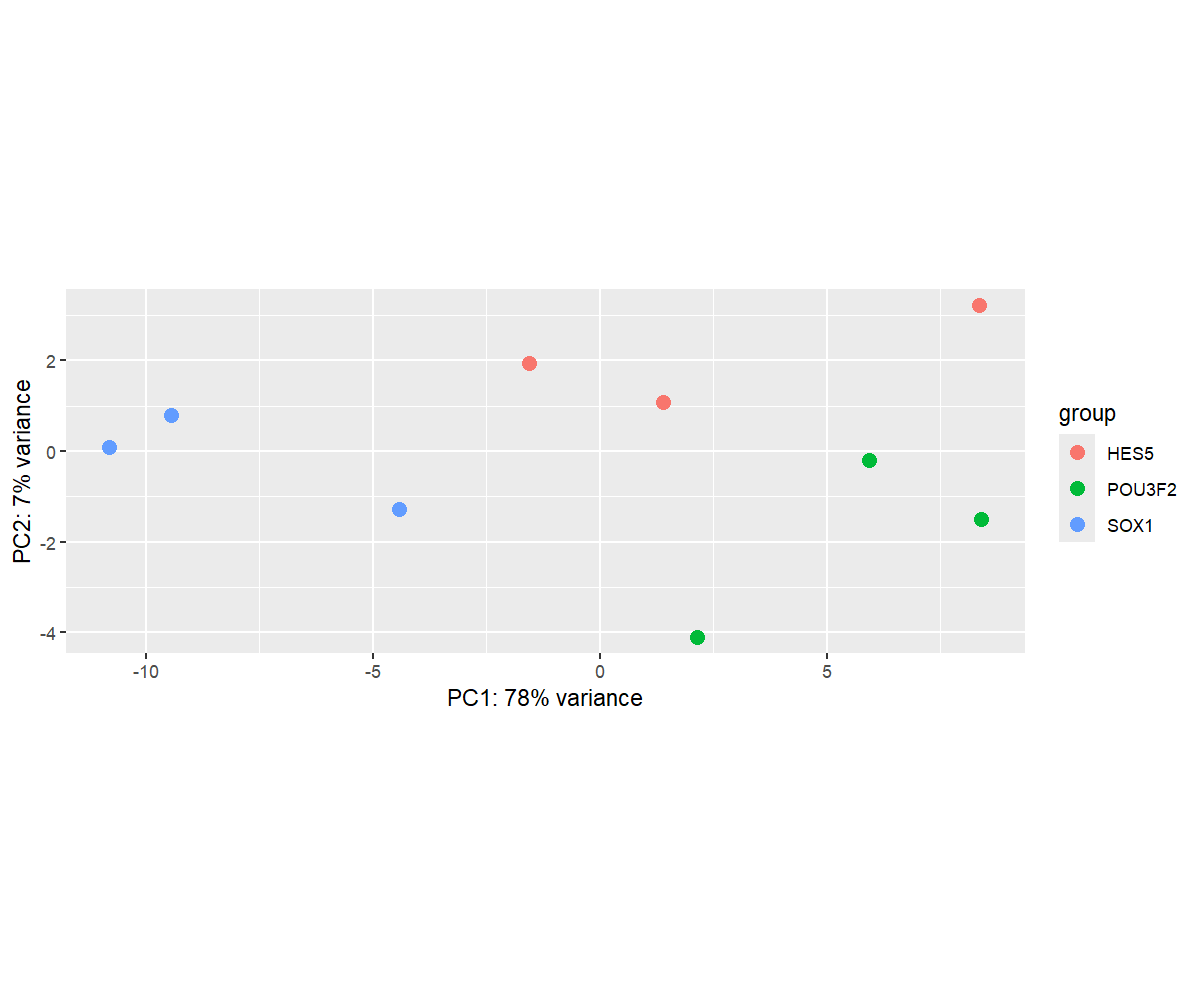 2
0
-2
-4
PC2: 7% variance
-10
-5
0
5
PC1: 78% variance
group
HES5
POU3F2
SOX1